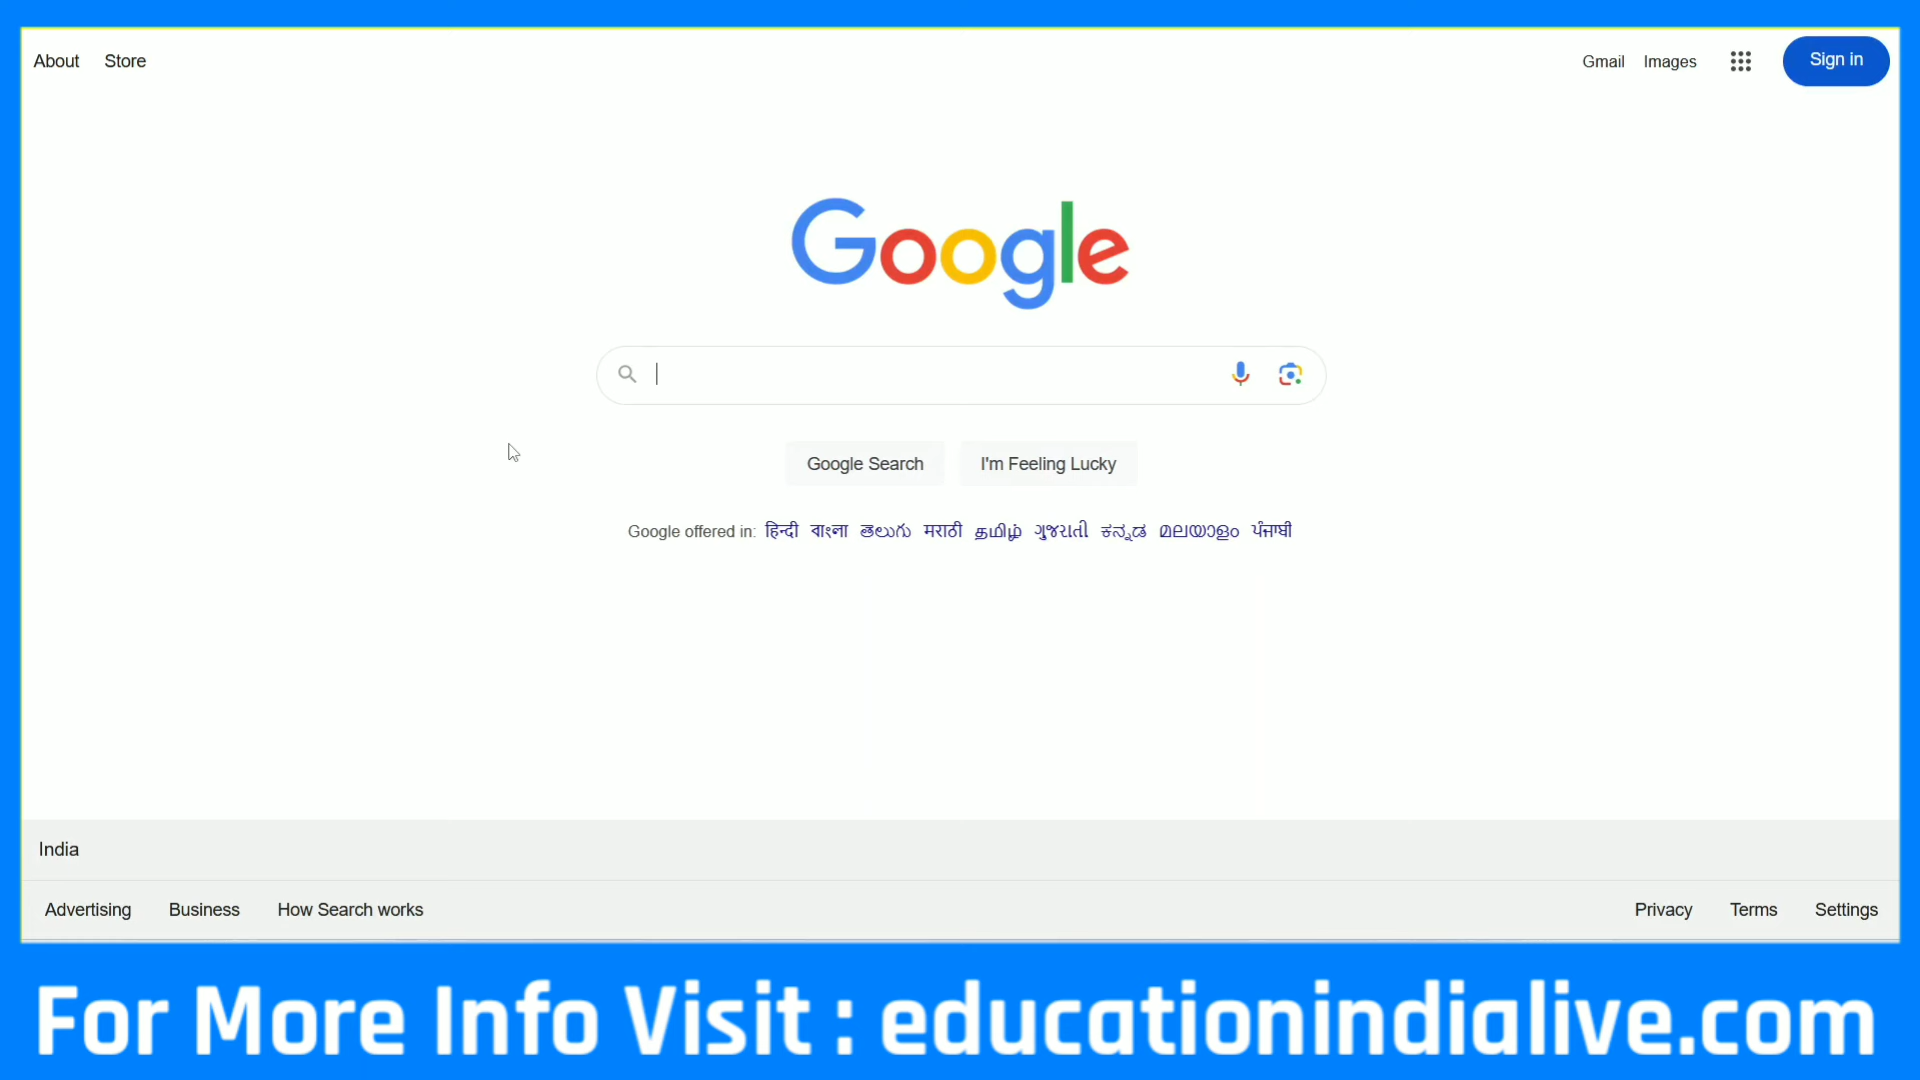 About Store Gmail Images Sign in
Google
Google Search I'm Feeling Lucky
Google offered in: हिन्दी বাংলা తెలుగు मराठी தமிழ் ગુજરાતી ಕನ್ನಡ മലയാളം ਪੰਜਾਬੀ
India
Advertising Business How Search works Privacy Terms Settings
For More Info Visit : educationindialive.com